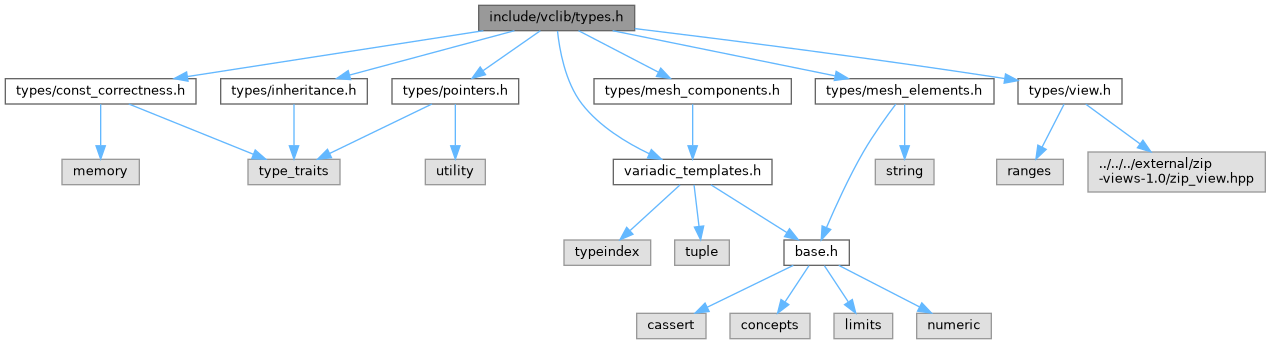 include/vclib/types.h
types/const_correctness.h
types/inheritance.h
types/pointers.h
types/mesh_components.h
types/mesh_elements.h
types/view.h
memory
type_traits
utility
variadic_templates.h
string
ranges
../../../external/zip
-views-1.0/zip_view.hpp
typeindex
tuple
base.h
cassert
concepts
limits
numeric